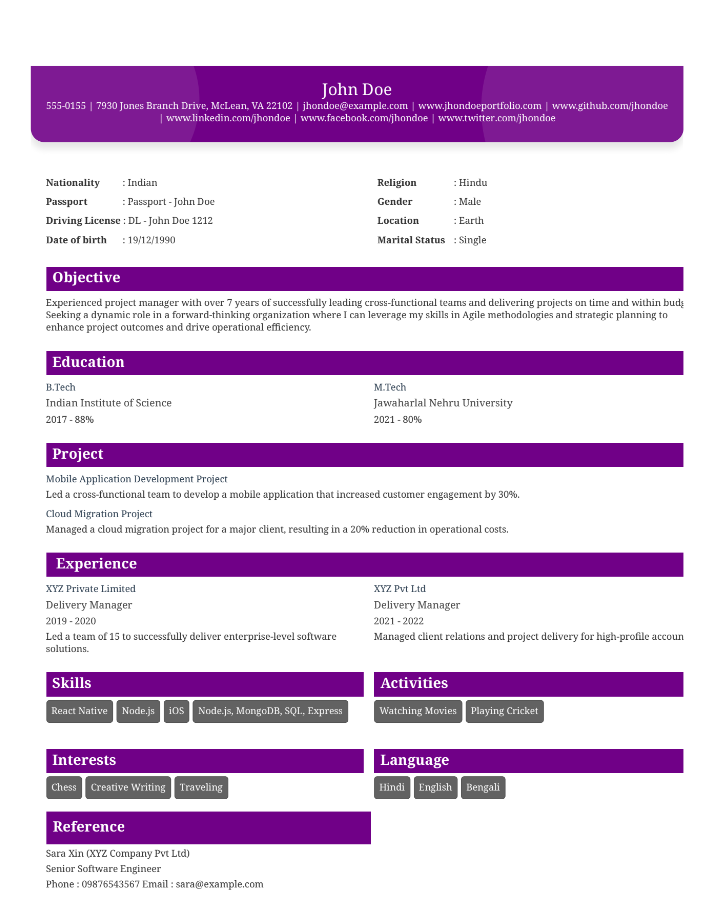 John Doe
555-0155 | 7930 Jones Branch Drive, McLean, VA 22102 | jhondoe@example.com | www.jhondoeportfolio.com | www.github.com/jhondoe
| www.linkedin.com/jhondoe | www.facebook.com/jhondoe | www.twitter.com/jhondoe
Nationality : Indian
Passport : Passport - John Doe
Driving License : DL - John Doe 1212
Date of birth : 19/12/1990
Religion : Hindu
Gender : Male
Location : Earth
Marital Status : Single
Objective
Experienced project manager with over 7 years of successfully leading cross-functional teams and delivering projects on time and within
Seeking a dynamic role in a forward-thinking organization where I can leverage my skills in Agile methodologies and strategic planning to
enhance project outcomes and drive operational efficiency.
Education
B.Tech
Indian Institute of Science
2017 - 88%
M.Tech
Jawaharlal Nehru University
2021 - 80%
Project
Mobile Application Development Project
Led a cross-functional team to develop a mobile application that increased customer engagement by 30%.
Cloud Migration Project
Managed a cloud migration project for a major client, resulting in a 20% reduction in operational costs.
Experience
XYZ Private Limited
Delivery Manager
2019 - 2020
Led a team of 15 to successfully deliver enterprise-level software
solutions.
XYZ Pvt Ltd
Delivery Manager
2021 - 2022
Managed client relations and project delivery for high-profile accoun
Skills
React Native Node.js iOS Node.js, MongoDB, SQL, Express
Activities
Watching Movies Playing Cricket
Interests
Chess Creative Writing Traveling
Language
Hindi English Bengali
Reference
Sara Xin (XYZ Company Pvt Ltd)
Senior Software Engineer
Phone : 09876543567 Email : sara@example.com